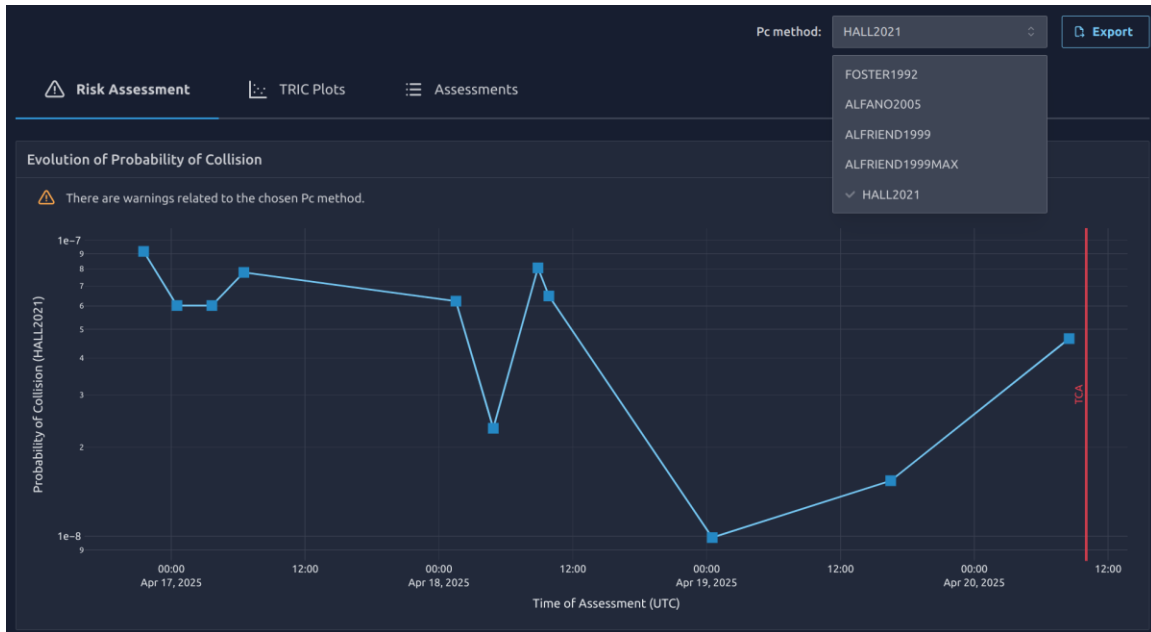 Pc method:
HALL2021
Export
FOSTER1992
ALFANO2005
ALFRIEND1999
ALFRIEND1999MAX
HALL2021
Risk Assessment
TRIC Plots
Assessments
Evolution of Probability of Collision
There are warnings related to the chosen Pc method.
Probability of Collision (HALL2021)
1e−7
9
8
7
6
5
4
3
2
1e−8
9
TCA
00:00
Apr 17, 2025
12:00
00:00
Apr 18, 2025
12:00
00:00
Apr 19, 2025
12:00
00:00
Apr 20, 2025
12:00
Time of Assessment (UTC)